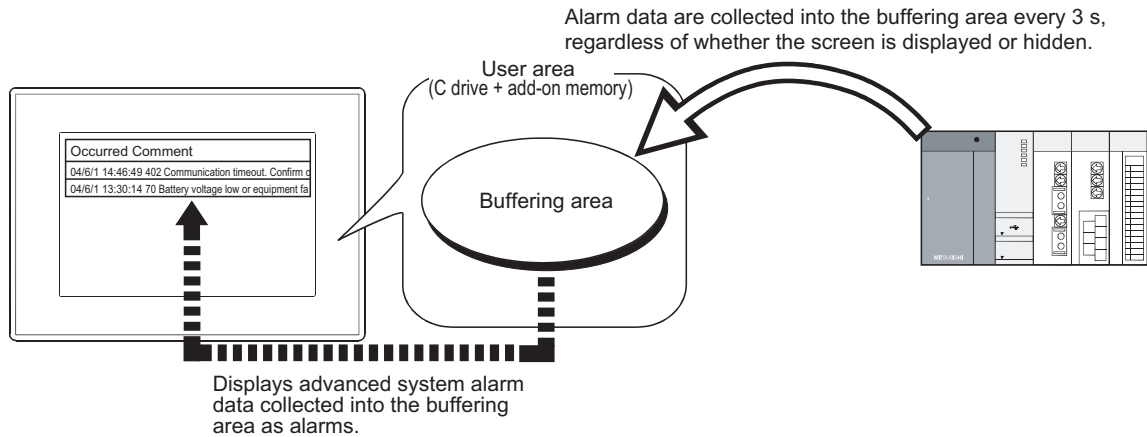 Alarm data are collected into the buffering area every 3 s,
regardless of whether the screen is displayed or hidden.
User area
(C drive + add-on memory)
Occurred Comment
04/6/1 14:46:49 402 Communication timeout. Confirm c
04/6/1 13:30:14 70 Battery voltage low or equipment fa
Buffering area
MITSUBISHI
Displays advanced system alarm
data collected into the buffering
area as alarms.